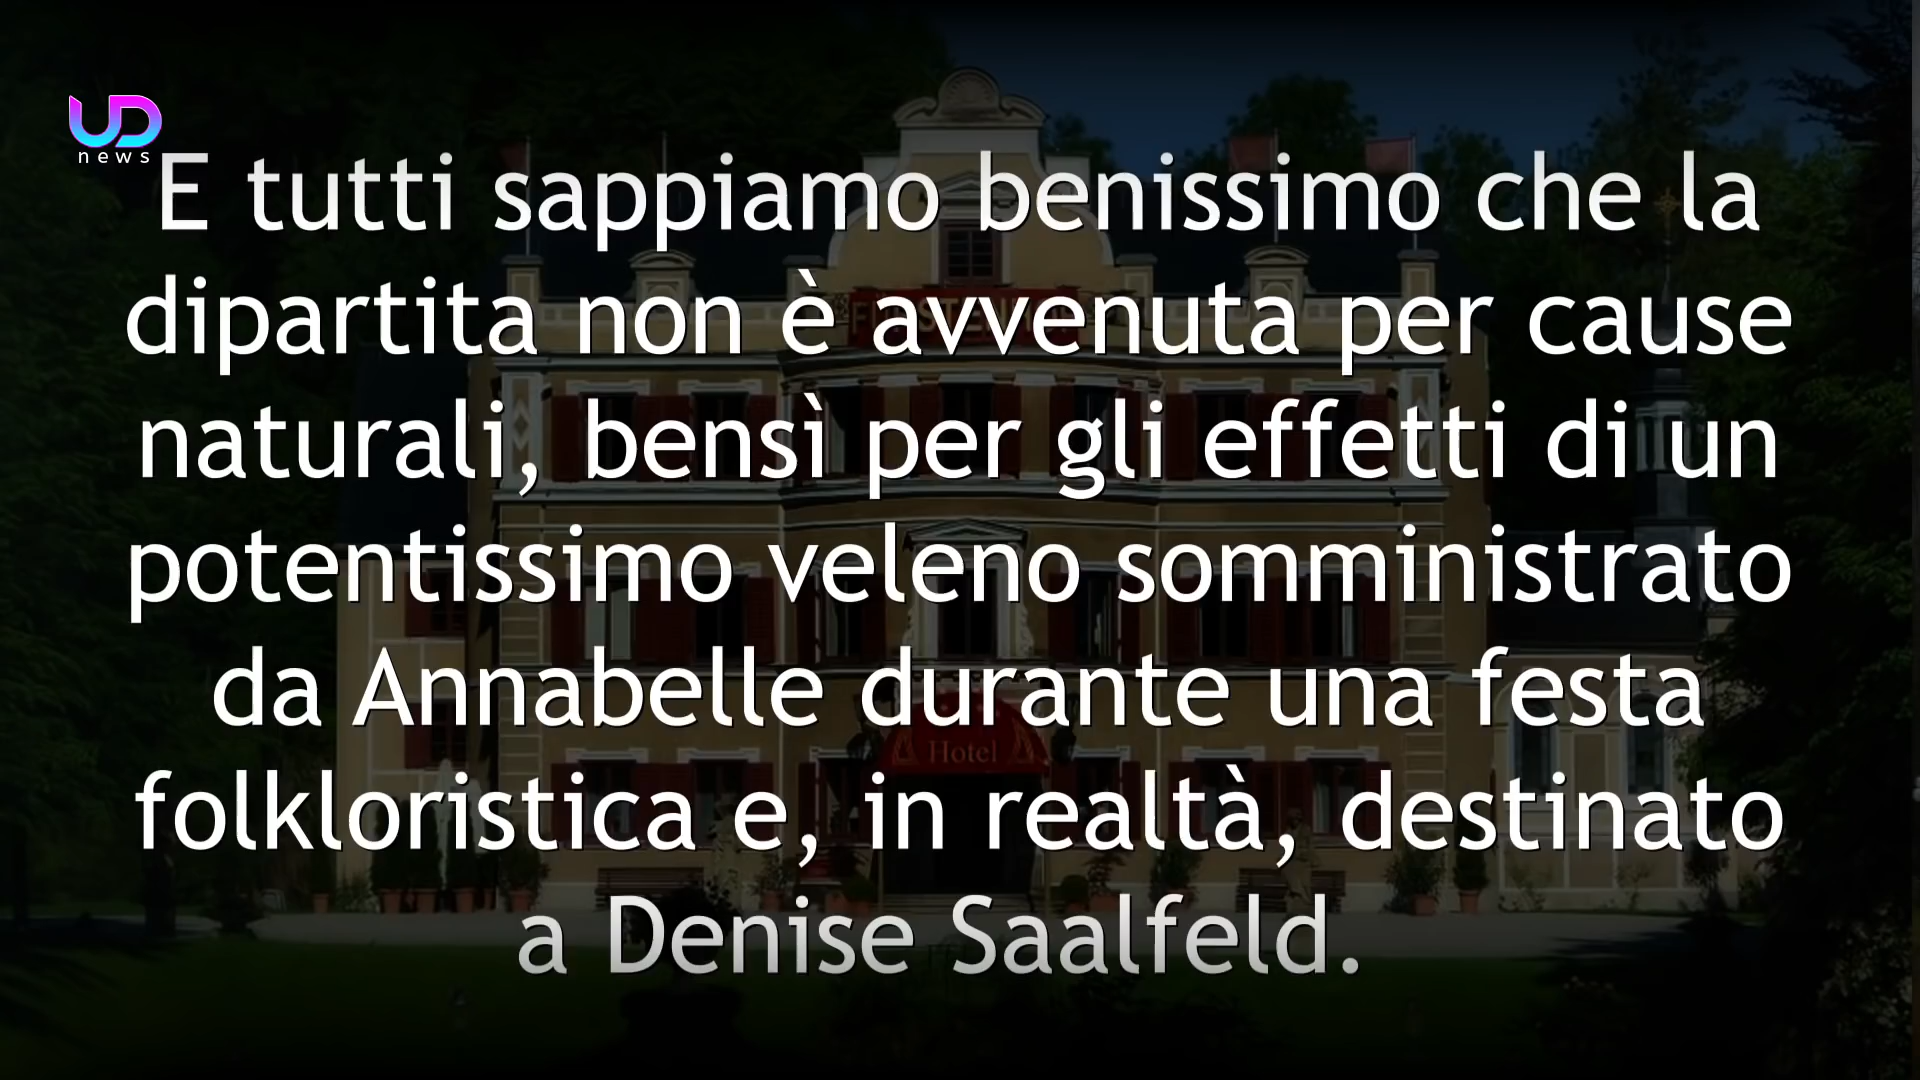 UD
news
E tutti sappiamo benissimo che la
dipartita non è avvenuta per cause
naturali, bensì per gli effetti di un
potentissimo veleno somministrato
da Annabelle durante una festa
folkloristica e, in realtà, destinato
a Denise Saalfeld.
Hotel